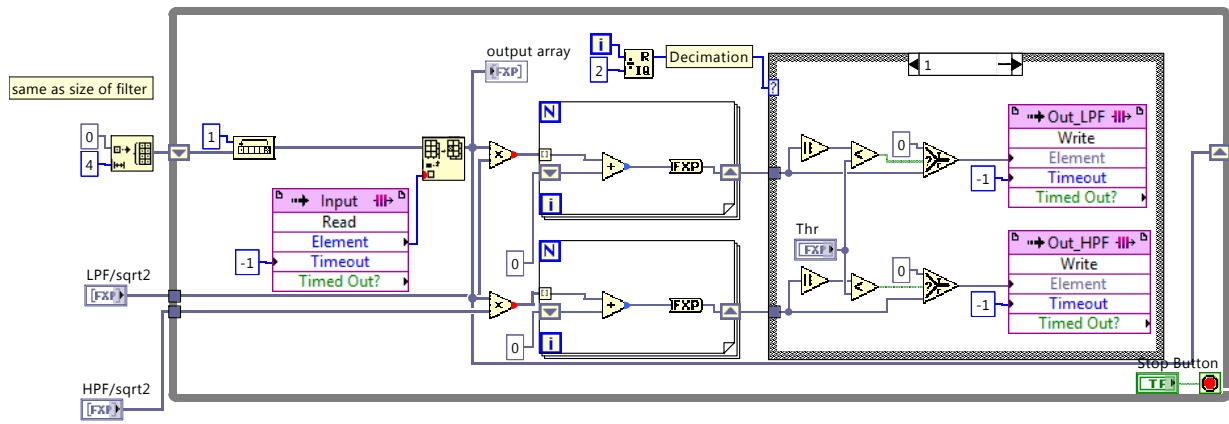 output array
[FXP]
i
2
R
IQ
Decimation
?
1
same as size of filter
0
4
1
N
i
FXP
Input
Read
Element
Timeout
Timed Out?
-1
0
LPF/sqrt2
[FXP]
HPF/sqrt2
[FXP]
N
i
FXP
0
Thr
FXP
0
Out_LPF
Write
Element
Timeout
Timed Out?
-1
0
Out_HPF
Write
Element
Timeout
Timed Out?
-1
Stop Button
TF